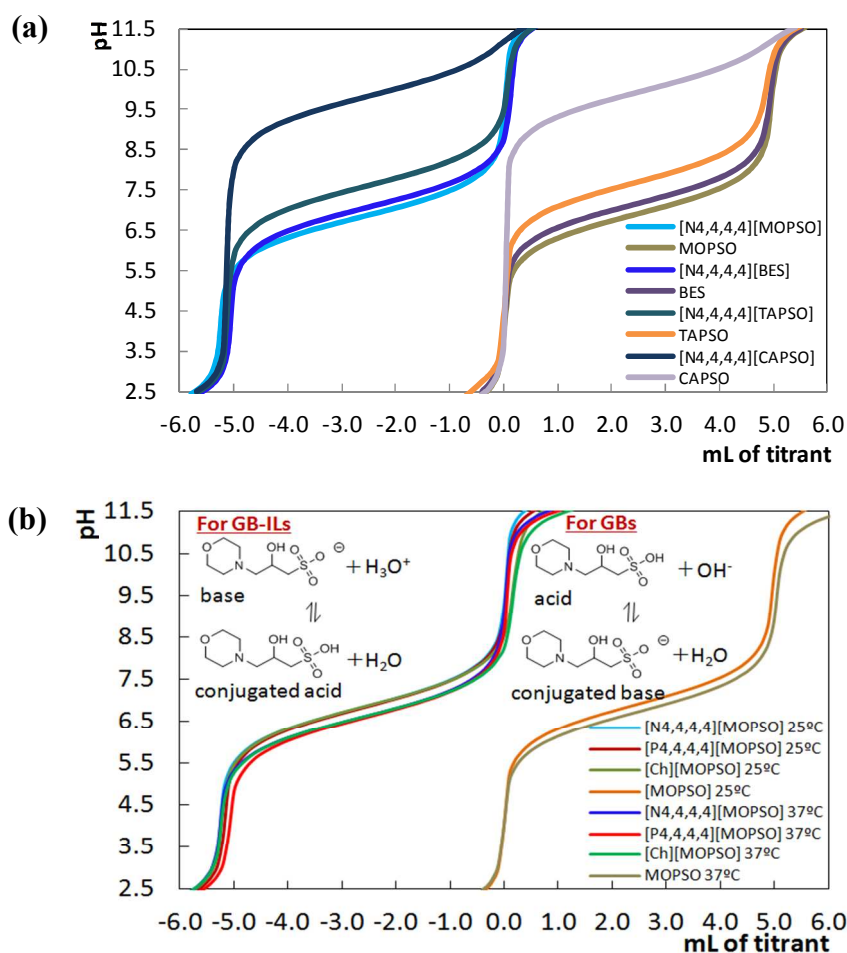 (a)
pH
11.5
10.5
9.5
8.5
7.5
6.5
5.5
4.5
3.5
2.5
[N4,4,4,4][MOPSO]
MOPSO
[N4,4,4,4][BES]
BES
[N4,4,4,4][TAPSO]
TAPSO
[N4,4,4,4][CAPSO]
CAPSO
-6.0 -5.0 -4.0 -3.0 -2.0 -1.0 0.0 1.0 2.0 3.0 4.0 5.0 6.0
mL of titrant
(b)
pH
11.5
10.5
9.5
8.5
7.5
6.5
5.5
4.5
3.5
2.5
For GB-ILs
O N OH O S O O ⊖ + H₃O⁺
base
⇌
O N OH O S OH O + H₂O
conjugated acid
For GBs
O N OH O S OH O + OH⁻
acid
⇌
O N OH O S O O ⊖ + H₂O
conjugated base
[N4,4,4,4][MOPSO] 25ºC
[P4,4,4,4][MOPSO] 25ºC
[Ch][MOPSO] 25ºC
[MOPSO] 25ºC
[N4,4,4,4][MOPSO] 37ºC
[P4,4,4,4][MOPSO] 37ºC
[Ch][MOPSO] 37ºC
MOPSO 37ºC
-6.0 -5.0 -4.0 -3.0 -2.0 -1.0 0.0 1.0 2.0 3.0 4.0 5.0 6.0
mL of titrant